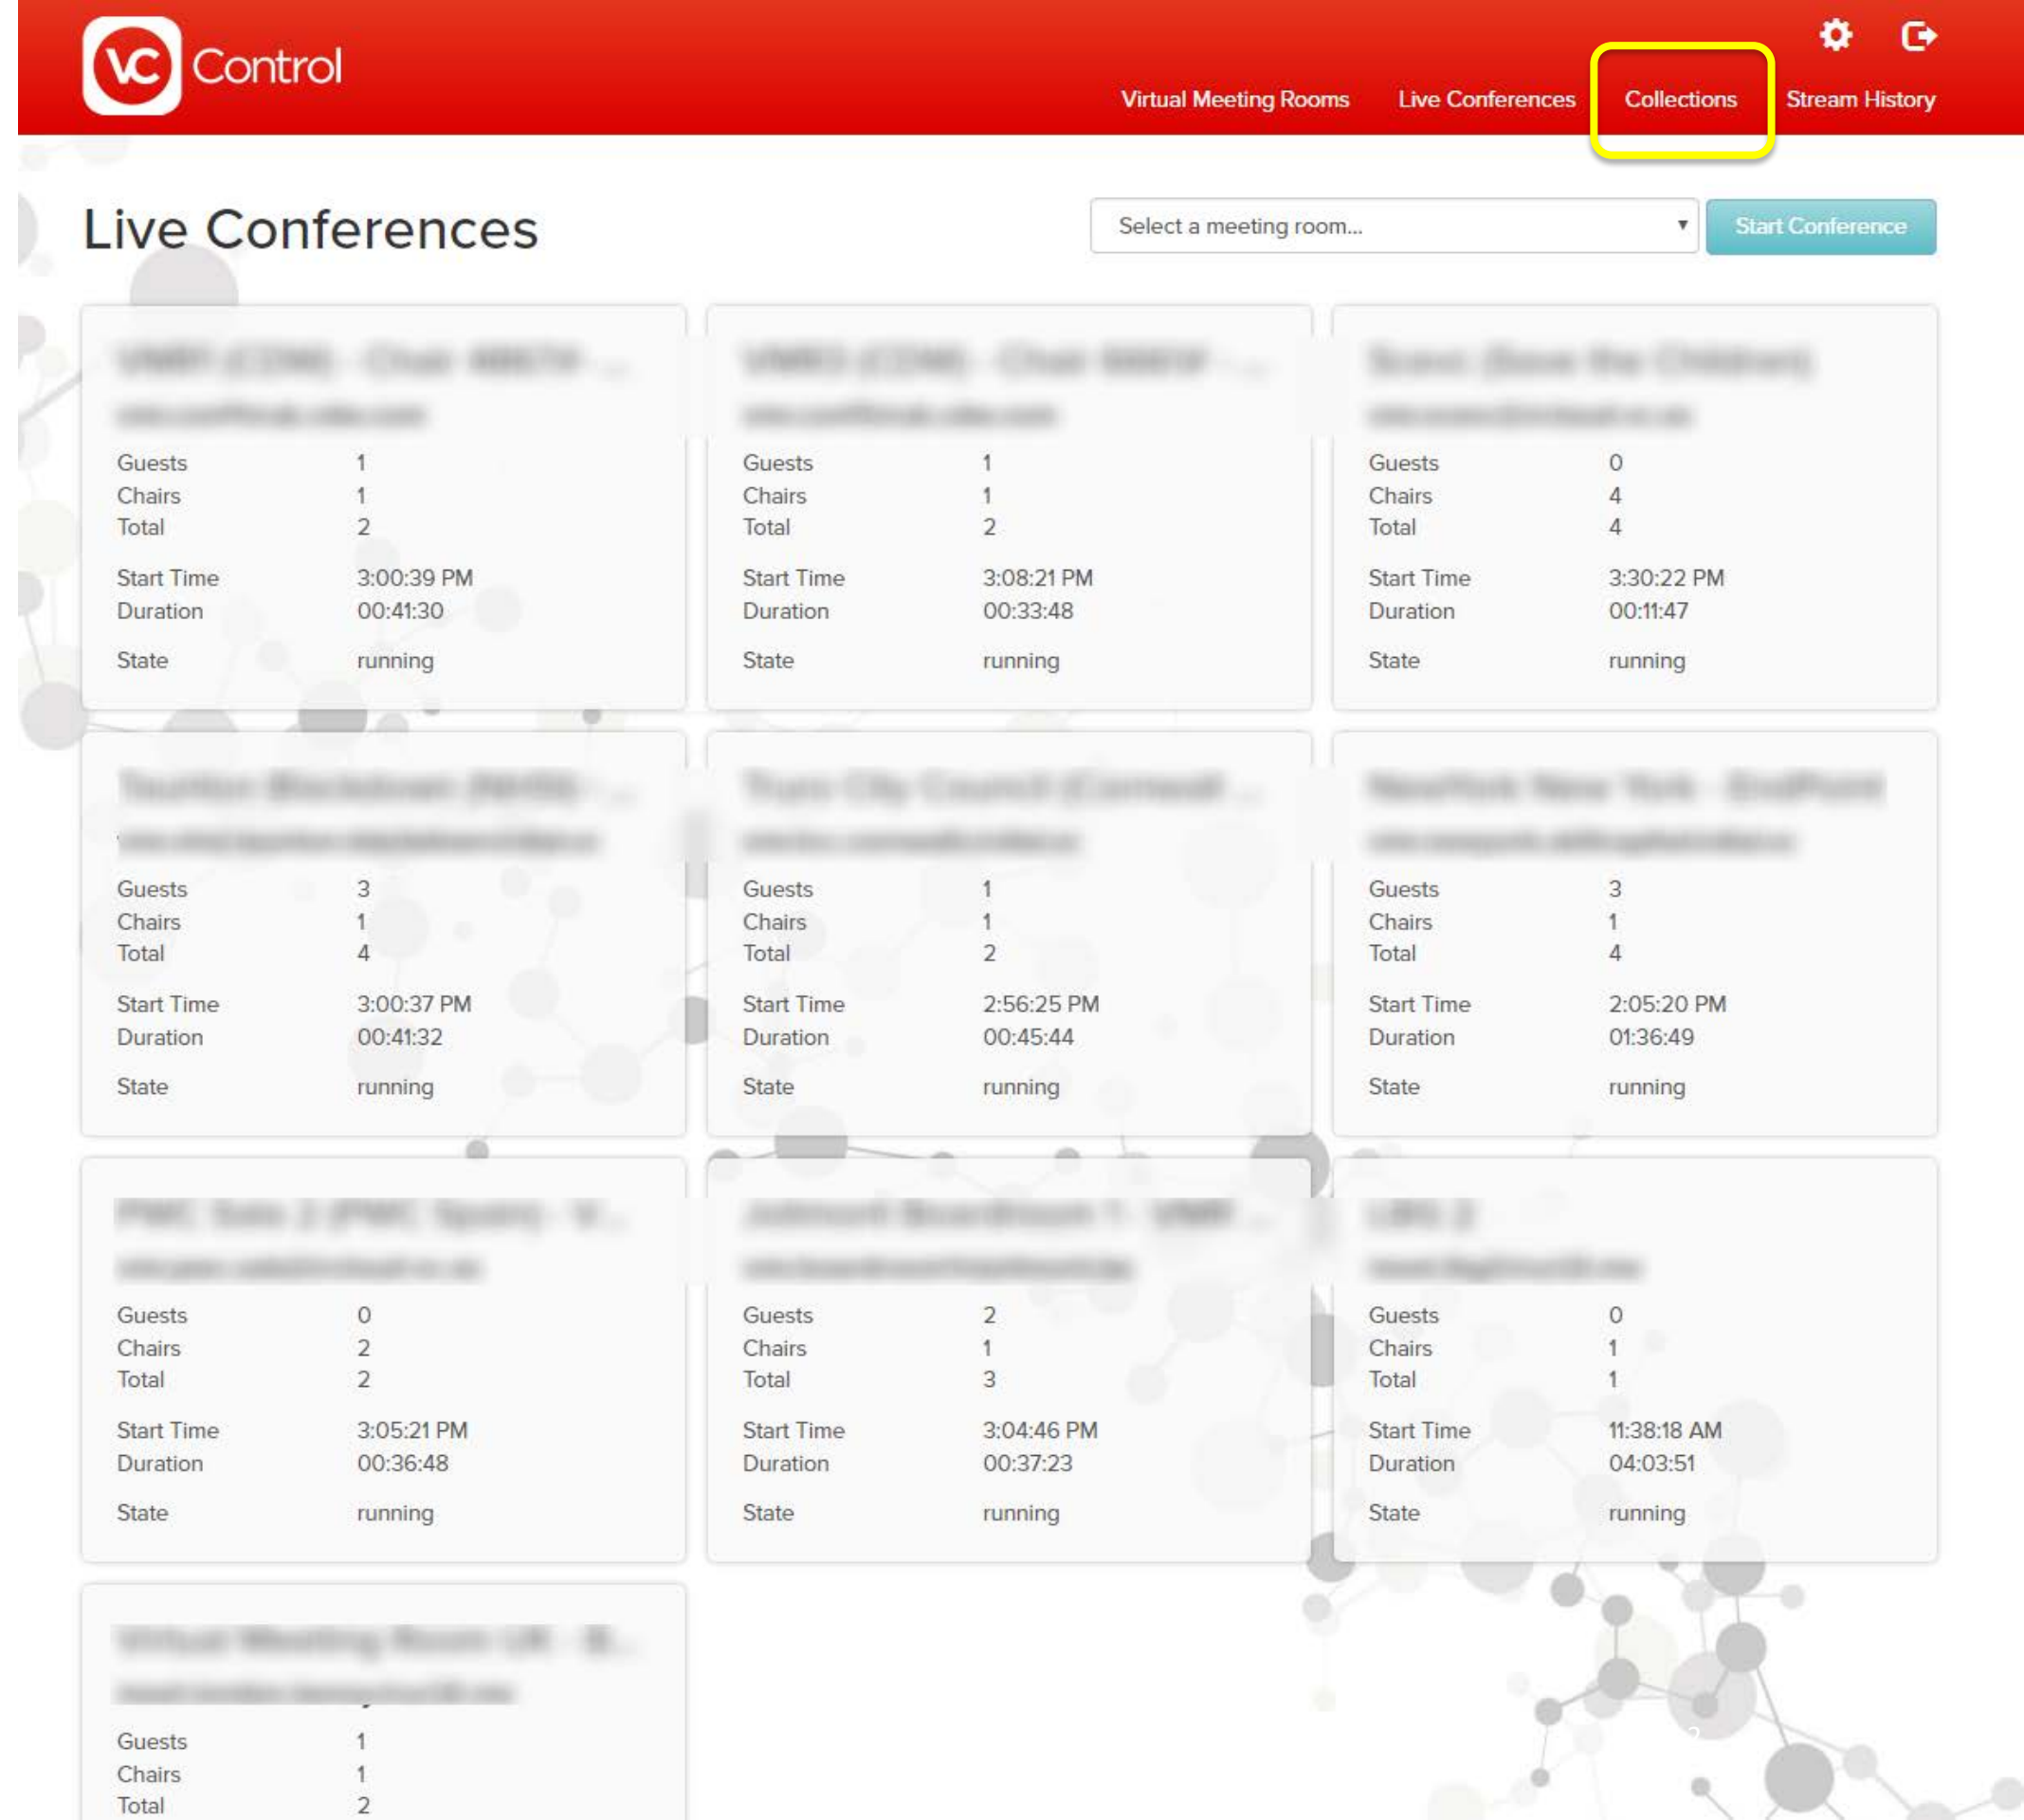 VC Control
Virtual Meeting Rooms Live Conferences Collections Stream History
Live Conferences
Select a meeting room...
Start Conference
Guests 1
Chairs 1
Total 2
Start Time 3:00:39 PM
Duration 00:41:30
State running
Guests 1
Chairs 1
Total 2
Start Time 3:08:21 PM
Duration 00:33:48
State running
Guests 0
Chairs 4
Total 4
Start Time 3:30:22 PM
Duration 00:11:47
State running
Guests 3
Chairs 1
Total 4
Start Time 3:00:37 PM
Duration 00:41:32
State running
Guests 1
Chairs 1
Total 2
Start Time 2:56:25 PM
Duration 00:45:44
State running
Guests 3
Chairs 1
Total 4
Start Time 2:05:20 PM
Duration 01:36:49
State running
Guests 0
Chairs 2
Total 2
Start Time 3:05:21 PM
Duration 00:36:48
State running
Guests 2
Chairs 1
Total 3
Start Time 3:04:46 PM
Duration 00:37:23
State running
Guests 0
Chairs 1
Total 1
Start Time 11:38:18 AM
Duration 04:03:51
State running
Guests 1
Chairs 1
Total 2